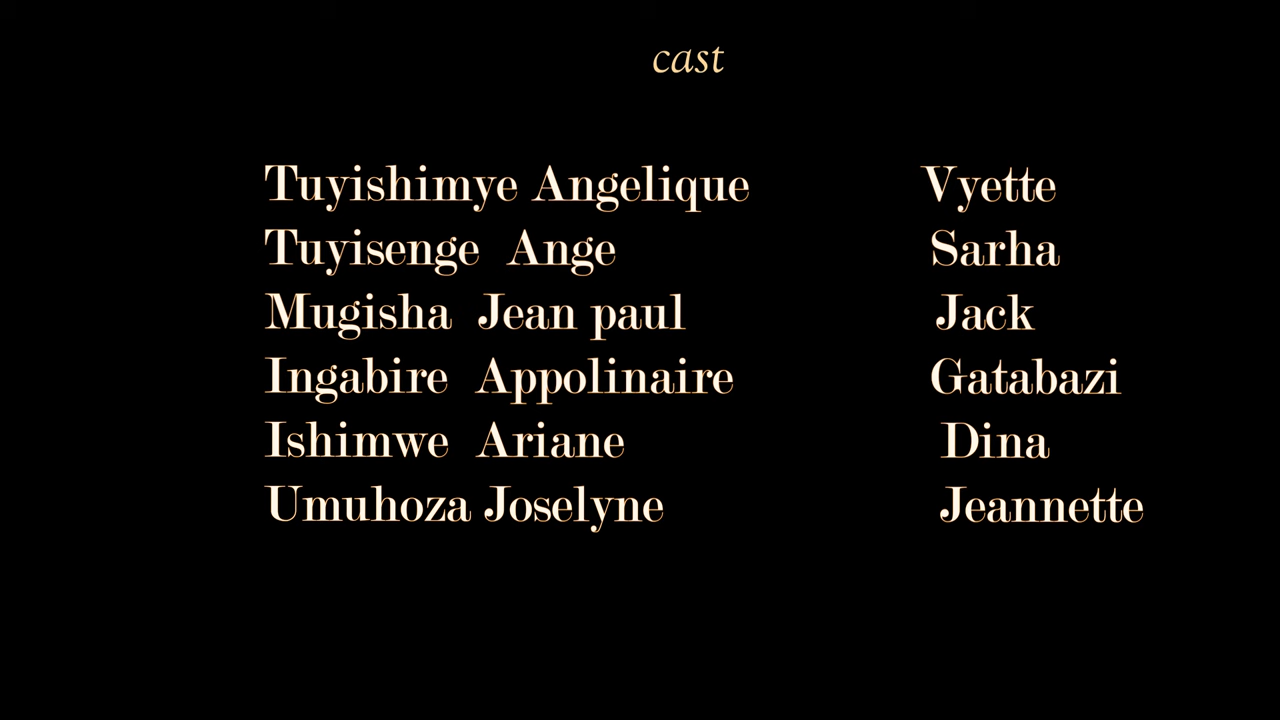 cast
Tuyishimye Angelique Vyette
Tuyisenge Ange Sarha
Mugisha Jean paul Jack
Ingabire Appolinaire Gatabazi
Ishimwe Ariane Dina
Umuhoza Joselyne Jeannette